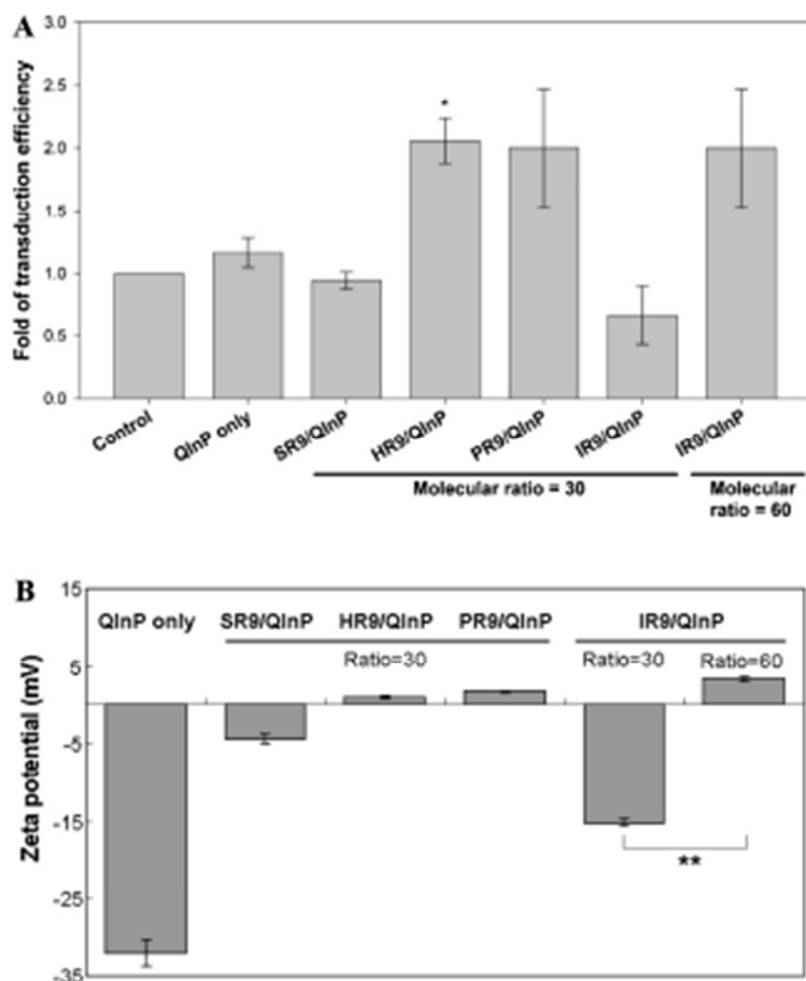 A
3.0
2.5
2.0
1.5
1.0
0.5
0.0
Fold of transduction efficiency
*
Control
QInP only
SR9/QInP
HR9/QInP
PR9/QInP
IR9/QInP
IR9/QInP
Molecular ratio = 30
Molecular
ratio = 60
B
15
5
-5
-15
-25
-35
Zeta potential (mV)
QInP only
SR9/QInP HR9/QInP PR9/QInP
IR9/QInP
Ratio=30
Ratio=30
Ratio=60
**